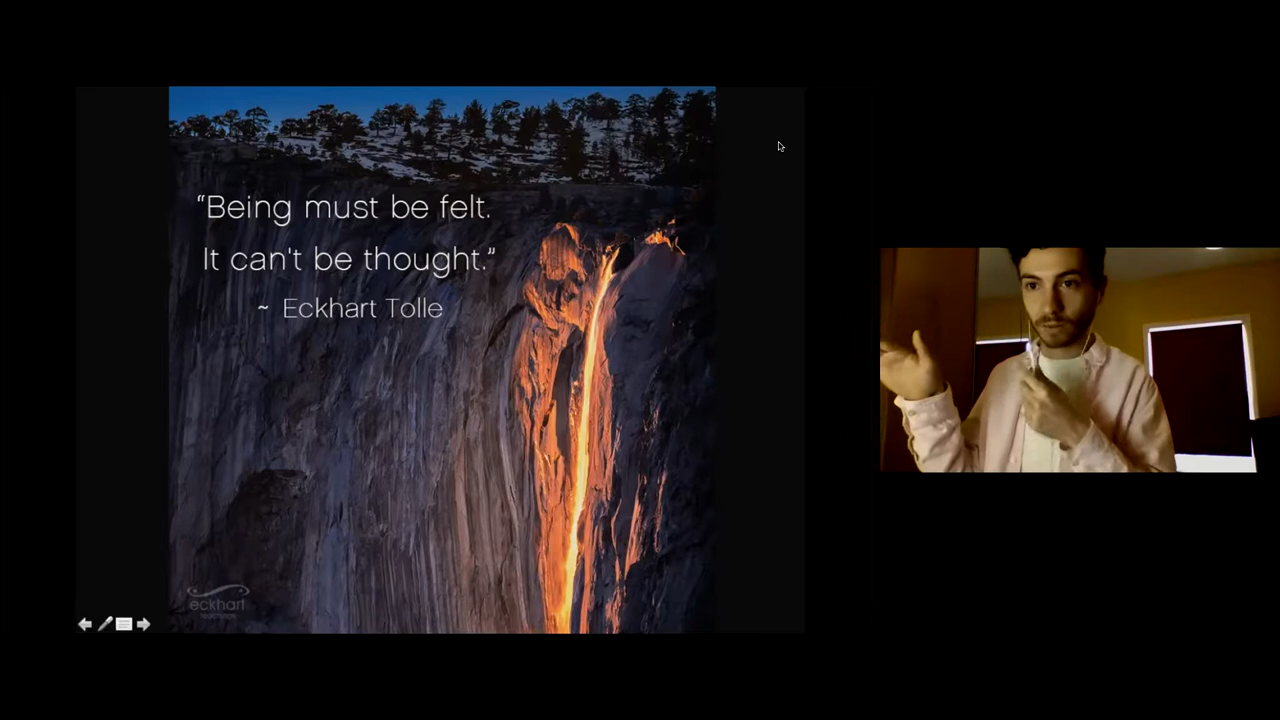 “Being must be felt.
It can't be thought.”
~ Eckhart Tolle
eckhart